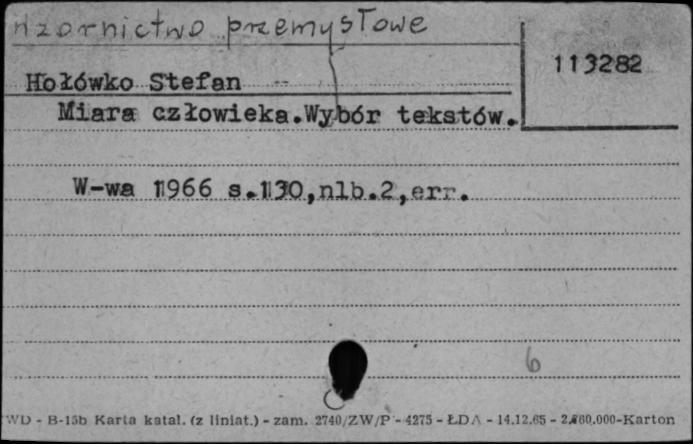 wzornictwo przemysłowe
113282
Hołówko Stefan
Miara człowieka.Wybór tekstów.
W-wa 1966 s.130,nlb.2,err.
6
WD - B-15b Karta katal. (z liniat.) - zam. 2740/ZW/P - 4275 - ŁDA - 14.12.65 - 2.860.000-Karton